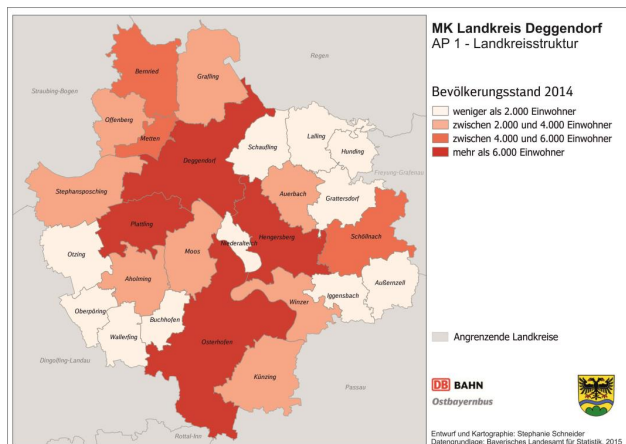 MK Landkreis Deggendorf
AP 1 - Landkreisstruktur
Bevölkerungsstand 2014
weniger als 2.000 Einwohner
zwischen 2.000 und 4.000 Einwohner
zwischen 4.000 und 6.000 Einwohner
mehr als 6.000 Einwohner
Regen
Straubing-Bogen
Bernried
Grafling
Offenberg
Metten
Deggendorf
Schaufling
Lalling
Hunding
Freyung-Grafenau
Stephansposching
Auerbach
Grattersdorf
Plattling
Hengersberg
Schöllnach
Otzing
Moos
Niederalteich
Aholming
Außernzell
Iggensbach
Winzer
Oberpöring
Buchhofen
Wallerfing
Osterhofen
Künzing
Dingolfing-Landau
Passau
Rottal-Inn
Angrenzende Landkreise
DB BAHN
Ostbayernbus
Entwurf und Kartographie: Stephanie Schneider
Datengrundlage: Bayerisches Landesamt für Statistik, 2015